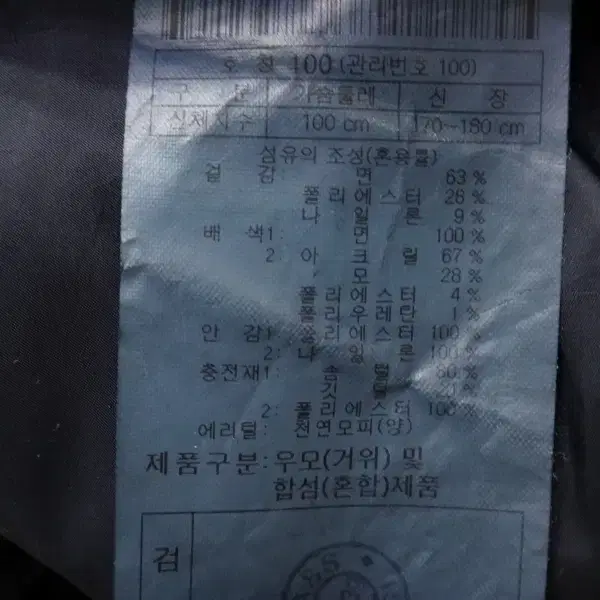 호 칭 100 (관리번호 100)
구 분 가슴둘레 신 장
신체치수 100 cm 170~180 cm
섬유의 조성(혼용률)
겉 감: 면 63 %
폴리에스터 28 %
나 일 론 9 %
배 색1: 면 100 %
2: 아 크 릴 67 %
모 28 %
폴리에스터 4 %
폴리우레탄 1 %
안 감1: 폴리에스터 100 %
2: 나 일 론 100 %
충전재1: 솜 털 80 %
깃 털 %
2: 폴리에스터 100 %
에리털: 천연모피(양)
제품구분: 우모(거위) 및
합섬(혼합)제품
검